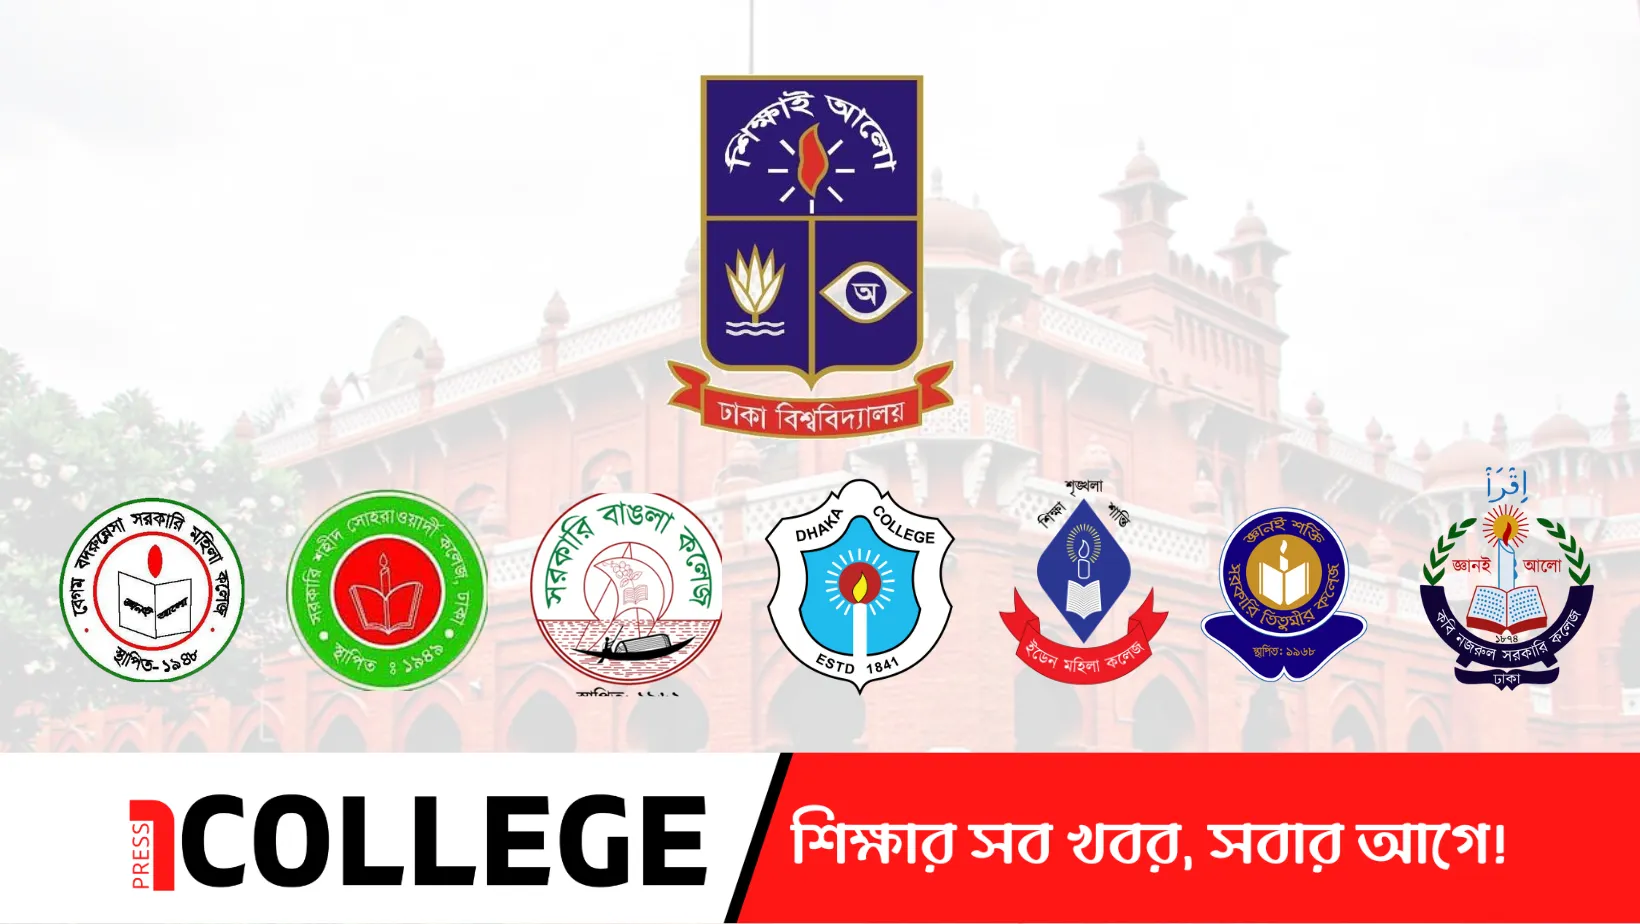 শিক্ষাই আলো
অ
ঢাকা বিশ্ববিদ্যালয়
বেগম বদরুন্নেসা সরকারি মহিলা কলেজ
স্থাপিত-১৯৪৮
সরকারি শহীদ সোহরাওয়ার্দী কলেজ, ঢাকা
স্থাপিত ঃ ১৯৪৯
সরকারি বাঙলা কলেজ
DHAKA COLLEGE
ESTD 1841
শিক্ষা শৃঙ্খলা শান্তি
ইডেন মহিলা কলেজ
জ্ঞানই শক্তি
সরকারি তিতুমীর কলেজ
স্থাপিত: ১৯৬৮
إقرأ
জ্ঞানই আলো
১৮৭৪
কবি নজরুল সরকারি কলেজ
ঢাকা
PRESS
COLLEGE
শিক্ষার সব খবর, সবার আগে!